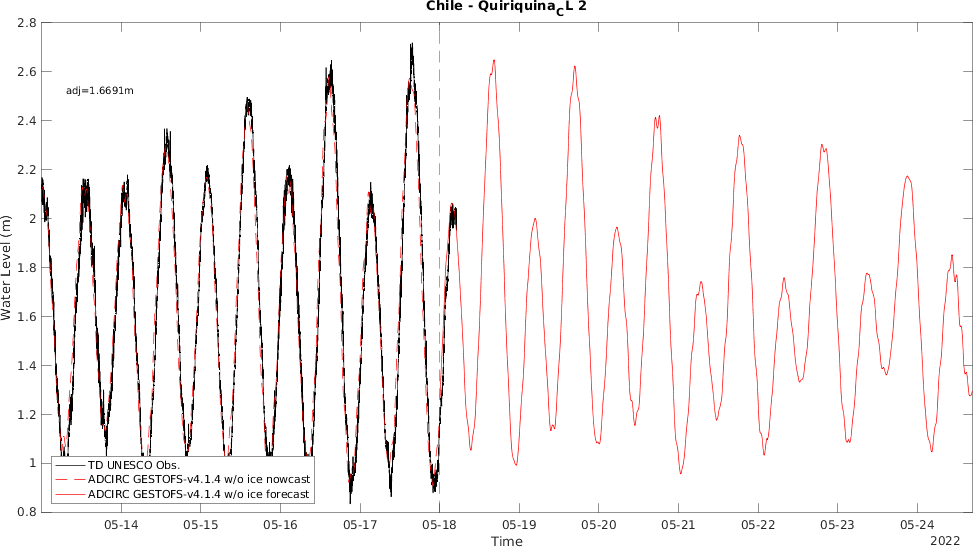 Chile - Quiriquina_CL 2
2.8
2.6
adj=1.6691m
2.4
2.2
2
Water Level (m)
1.8
1.6
1.4
1.2
1
TD UNESCO Obs.
ADCIRC GESTOFS-v4.1.4 w/o ice nowcast
ADCIRC GESTOFS-v4.1.4 w/o ice forecast
0.8
05-14 05-15 05-16 05-17 05-18 05-19 05-20 05-21 05-22 05-23 05-24
Time
2022